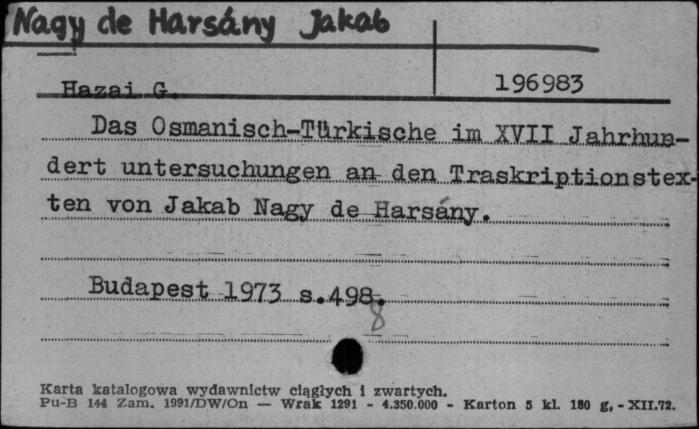 Nagy de Harsány Jakab
Hazai G.
196983
Das Osmanisch-Türkische im XVII Jahrhun-
dert untersuchungen an den Traskriptionstex-
ten von Jakab Nagy de Harsány.
Budapest 1973 s.498.
8
Karta katalogowa wydawnictw ciągłych i zwartych.
Pu-B 144 Zam. 1991/DW/On — Wrak 1291 - 4.350.000 - Karton 5 kl. 180 g, - XII.72.